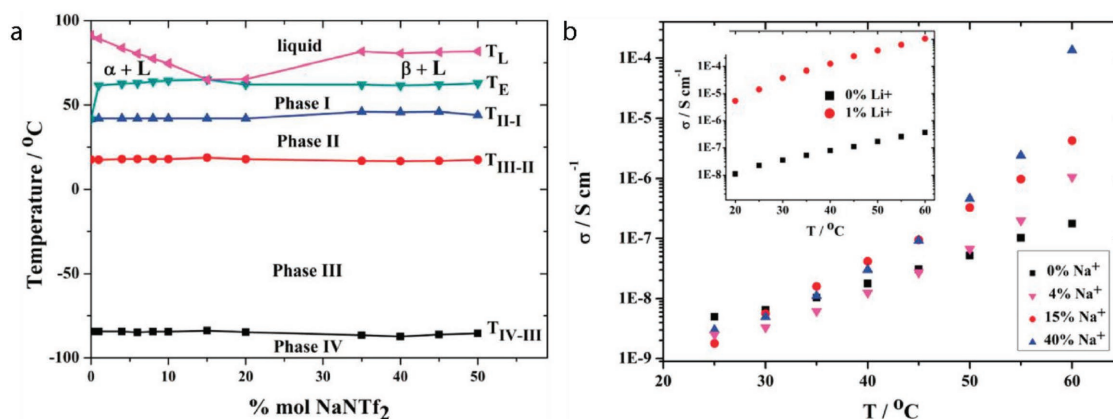 a
liquid
T_L
α + L
β + L
T_E
Phase I
T_II-I
Phase II
T_III-II
Phase III
T_IV-III
Phase IV
100
50
0
-50
-100
Temperature / °C
0
10
20
30
40
50
% mol NaNTf₂
b
1E-4
1E-5
1E-6
1E-7
1E-8
1E-9
σ / S cm⁻¹
20
30
40
50
60
T / °C
0% Na⁺
4% Na⁺
15% Na⁺
40% Na⁺
1E-4
1E-5
1E-6
1E-7
1E-8
σ / S cm⁻¹
0% Li+
1% Li+
20 25 30 35 40 45 50 55 60
T / °C